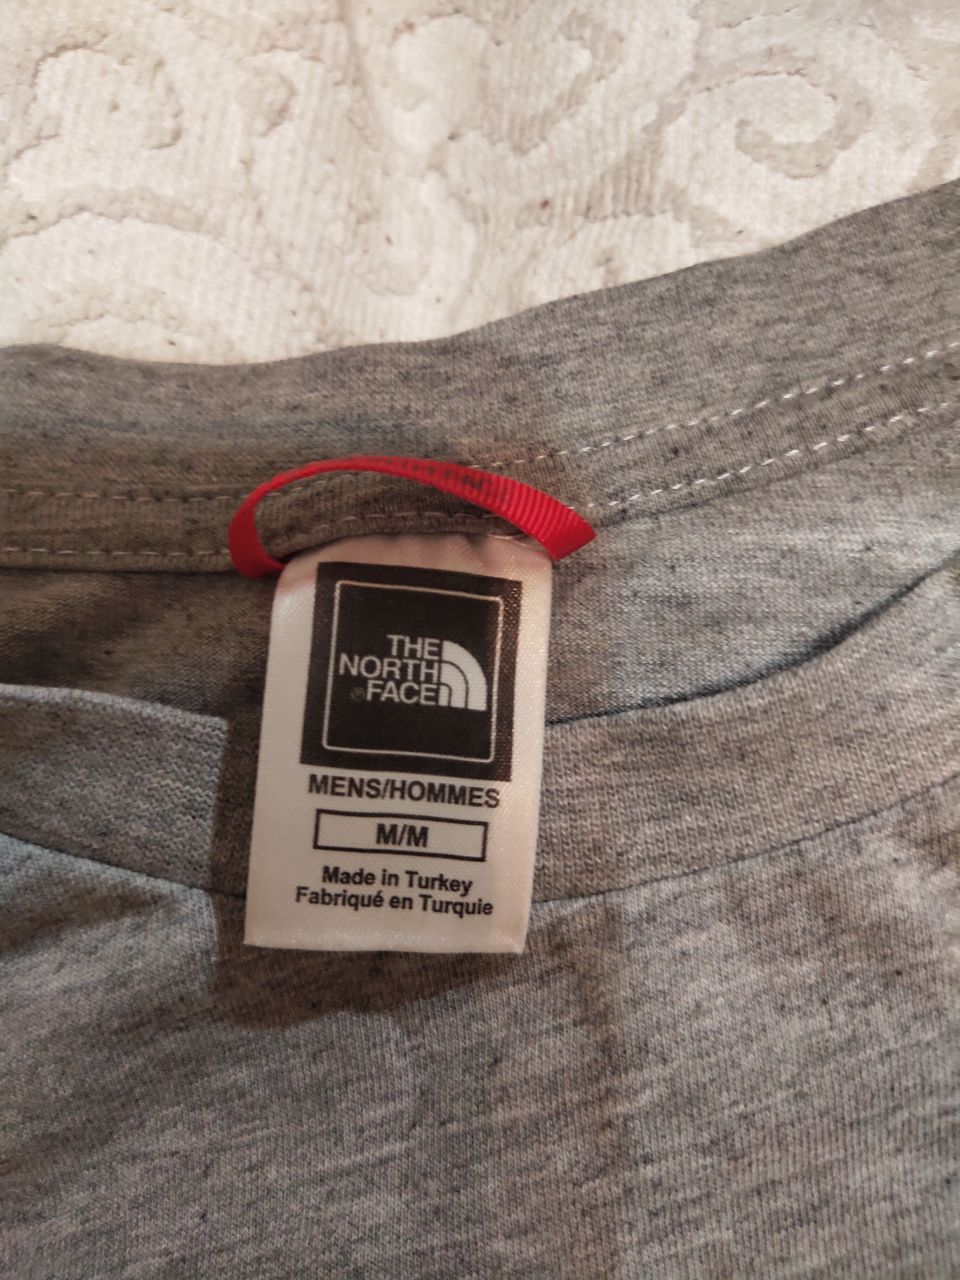 THE
NORTH
FACE
MENS/HOMMES
M/M
Made in Turkey
Fabriqué en Turquie